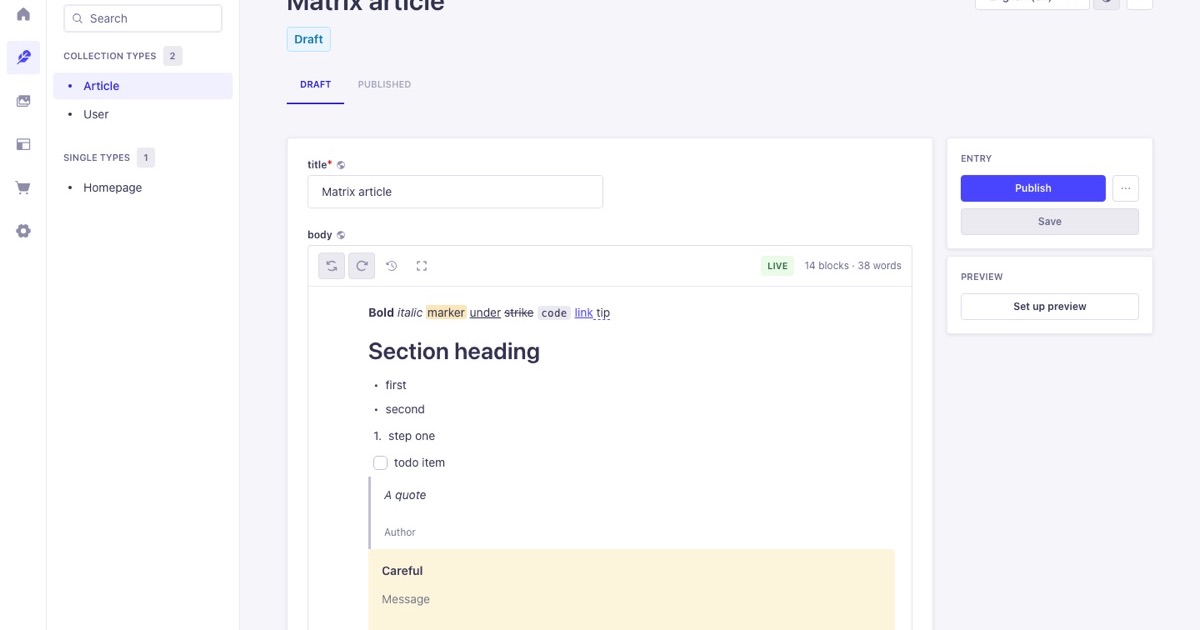 Matrix article
Search
Draft
COLLECTION TYPES 2
Article
User
SINGLE TYPES 1
Homepage
DRAFT PUBLISHED
title*
Matrix article
body
LIVE 14 blocks · 38 words
Bold italic marker under strike code link tip
Section heading
• first
• second
1. step one
todo item
A quote
Author
Careful
Message
ENTRY
Publish
Save
PREVIEW
Set up preview